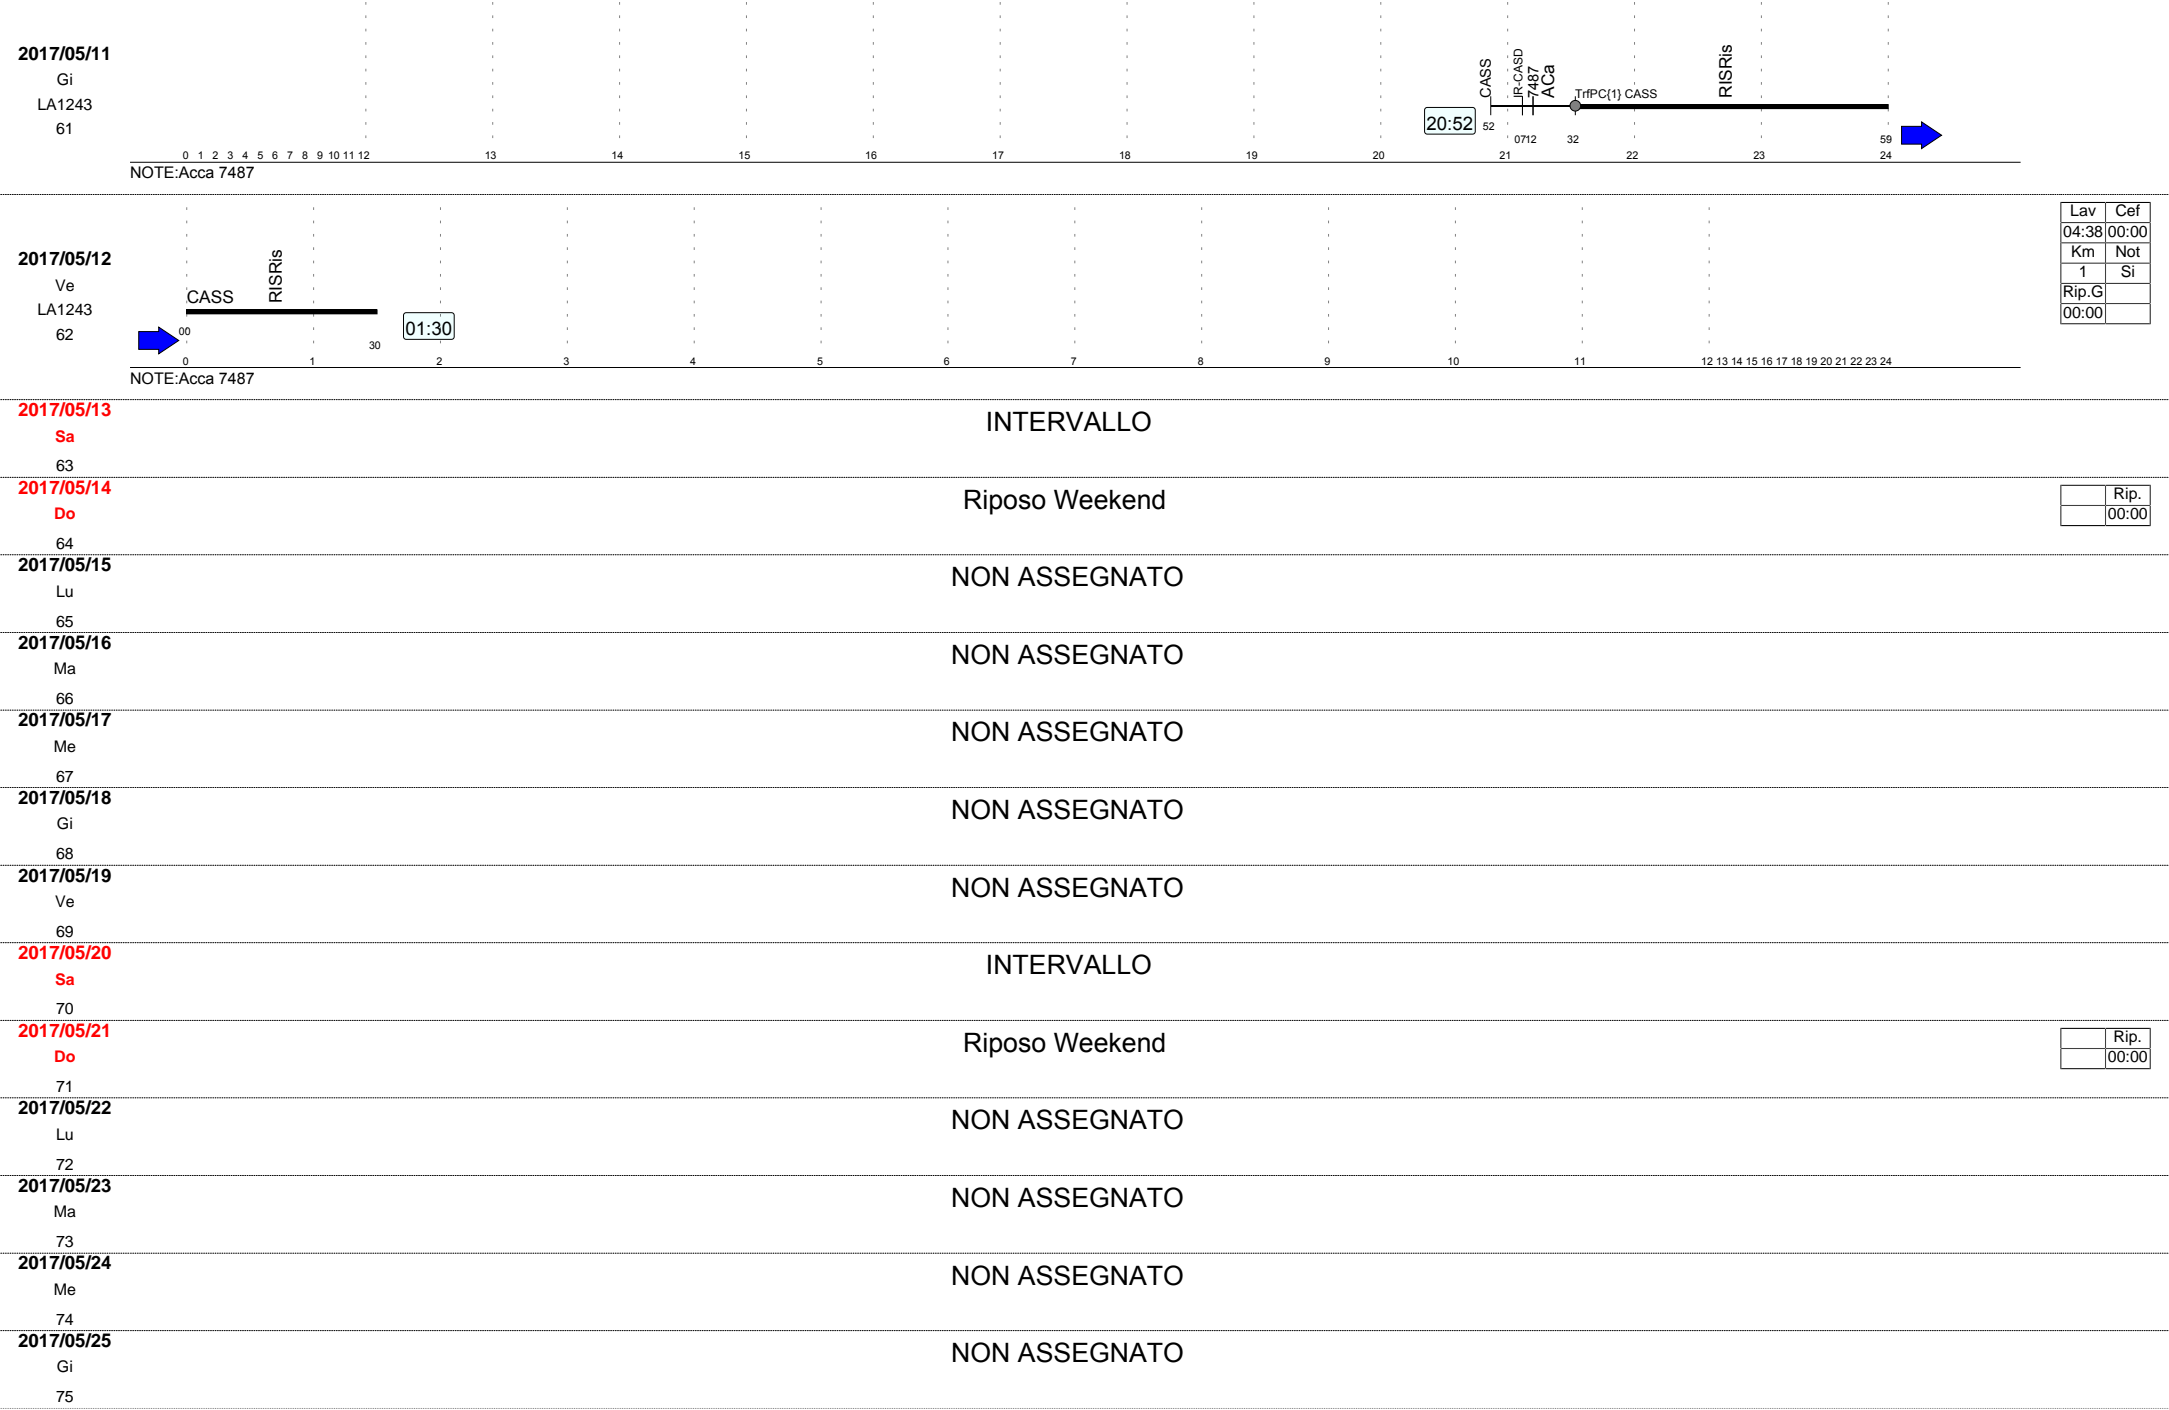 2017/05/11
Gi
LA1243
61
CASS
IR-CASD
7487
ACa
TrfPC{1} CASS
RISRis
20:52
52
07 12
32
59
0 1 2 3 4 5 6 7 8 9 10 11 12 13 14 15 16 17 18 19 20 21 22 23 24
NOTE:Acca 7487
2017/05/12
Ve
LA1243
62
CASS
RISRis
00
30
01:30
0 1 2 3 4 5 6 7 8 9 10 11 12 13 14 15 16 17 18 19 20 21 22 23 24
NOTE:Acca 7487
Lav Cef
04:38 00:00
Km Not
1 Si
Rip.G
00:00
2017/05/13
Sa
63
INTERVALLO
2017/05/14
Do
64
Riposo Weekend
Rip.
00:00
2017/05/15
Lu
65
NON ASSEGNATO
2017/05/16
Ma
66
NON ASSEGNATO
2017/05/17
Me
67
NON ASSEGNATO
2017/05/18
Gi
68
NON ASSEGNATO
2017/05/19
Ve
69
NON ASSEGNATO
2017/05/20
Sa
70
INTERVALLO
2017/05/21
Do
71
Riposo Weekend
Rip.
00:00
2017/05/22
Lu
72
NON ASSEGNATO
2017/05/23
Ma
73
NON ASSEGNATO
2017/05/24
Me
74
NON ASSEGNATO
2017/05/25
Gi
75
NON ASSEGNATO